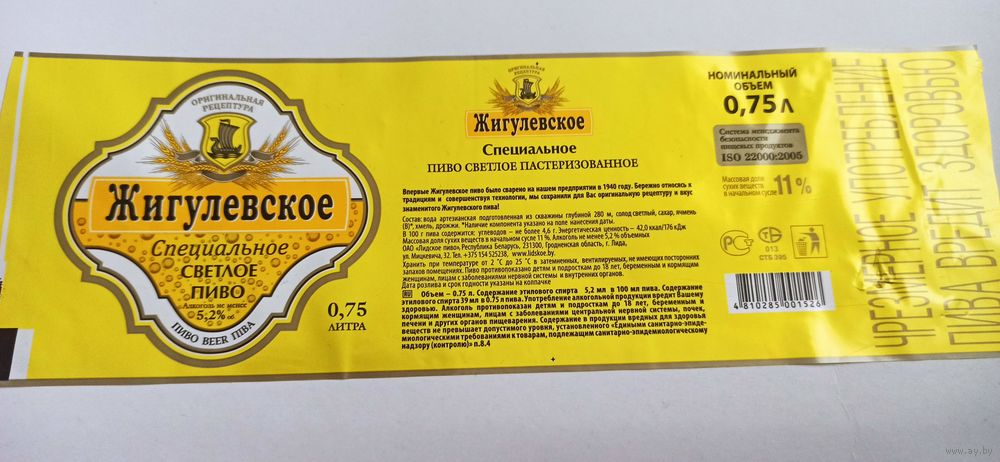 ОРИГИНАЛЬНАЯ
РЕЦЕПТУРА
Жигулевское
Специальное
СВЕТЛОЕ
ПИВО
Алкоголь не менее
5,2% об.
ПИВО BEER ПІВА
0,75
ЛИТРА
ОРИГИНАЛЬНАЯ
РЕЦЕПТУРА
Жигулевское
Специальное
ПИВО СВЕТЛОЕ ПАСТЕРИЗОВАННОЕ
Впервые Жигулевское пиво было сварено на нашем предприятии в 1940 году. Бережно относясь к
традициям и совершенствуя технологии, мы сохранили для Вас оригинальную рецептуру и вкус
знаменитого Жигулевского пива!
Состав: вода артезианская подготовленная из скважины глубиной 280 м, солод светлый, сахар, ячмень
(В)*, хмель, дрожжи. *Наличие компонента указано на поле нанесения даты.
В 100 г пива содержится: углеводов – не более 4,6 г. Энергетическая ценность – 42,0 ккал/176 кДж
Массовая доля сухих веществ в начальном сусле 11%. Алкоголь не менее 5,2% объемных
ОАО «Лидское пиво», Республика Беларусь, 231300, Гродненская область, г. Лида,
ул. Мицкевича, 32. Тел. +375 154 525238, www.lidskoe.by.
Хранить при температуре от 2 °С до 25 °С в затемненных, вентилируемых, не имеющих посторонних
запахов помещениях. Пиво противопоказано детям и подросткам до 18 лет, беременным и кормящим
женщинам, лицам с заболеваниями нервной системы и внутренних органов.
Дата розлива и срок годности указаны на колпачке
Объем – 0.75 л. Содержание этилового спирта 5,2 мл в 100 мл пива. Содержание
этилового спирта 39 мл в 0.75 л пива. Употребление алкогольной продукции вредит Вашему
здоровью. Алкоголь противопоказан детям и подросткам до 18 лет, беременным и
кормящим женщинам, лицам с заболеваниями центральной нервной системы, почек,
печени и других органов пищеварения. Содержание в продукции вредных для здоровья
веществ не превышает допустимого уровня, установленного «Едиными санитарно-эпиде-
миологическими требованиями к товарам, подлежащим санитарно-эпидемиологическому
надзору (контролю)» п.8.4
НОМИНАЛЬНЫЙ
ОБЪЕМ
0,75 л
Система менеджмента
безопасности
пищевых продуктов
ISO 22000:2005
Массовая доля
сухих веществ
в начальном сусле 11%
013
СТБ 395
4 810285 001526
ЧРЕЗМЕРНОЕ УПОТРЕБЛЕНИЕ
ВРЕДИТ ЗДОРОВЬЮ
www.ay.by